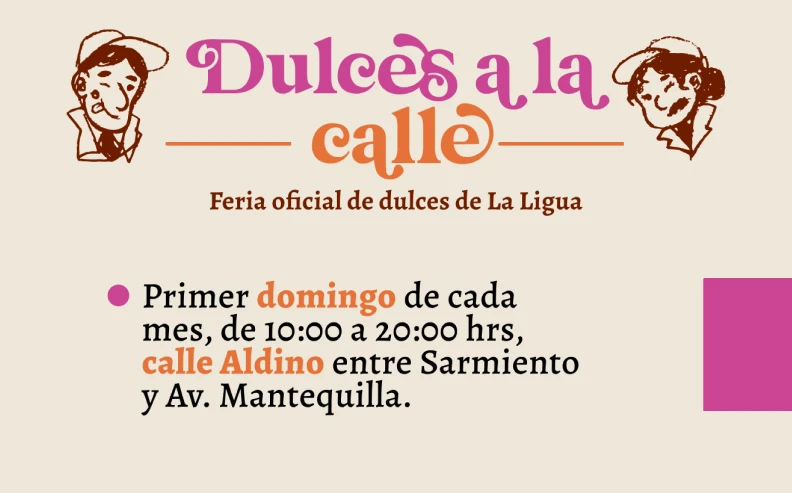 Dulces a la
calle
Feria oficial de dulces de La Ligua
Primer domingo de cada
mes, de 10:00 a 20:00 hrs,
calle Aldino entre Sarmiento
y Av. Mantequilla.